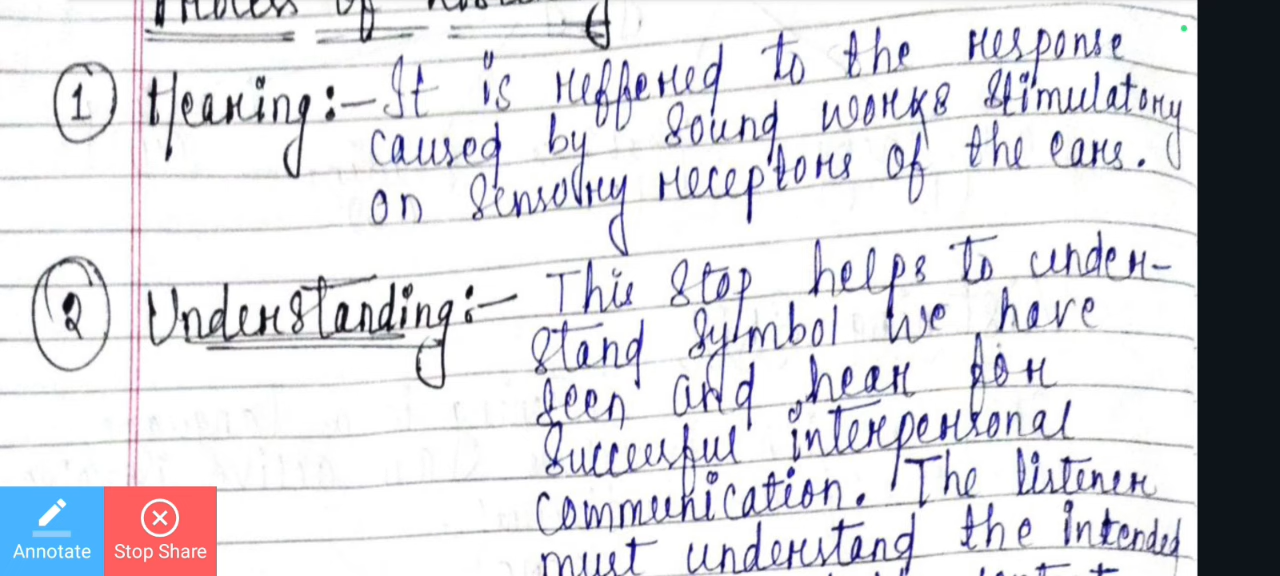 of
① Hearing:- It is reffered to the response
caused by sound works stimulatory
on sensory receptors of the ears.
② Understanding:- This stop helps to under-
stand symbol we have
seen and hear for
successful interpersonal
communication. The listener
must understand the intended
Annotate
Stop Share